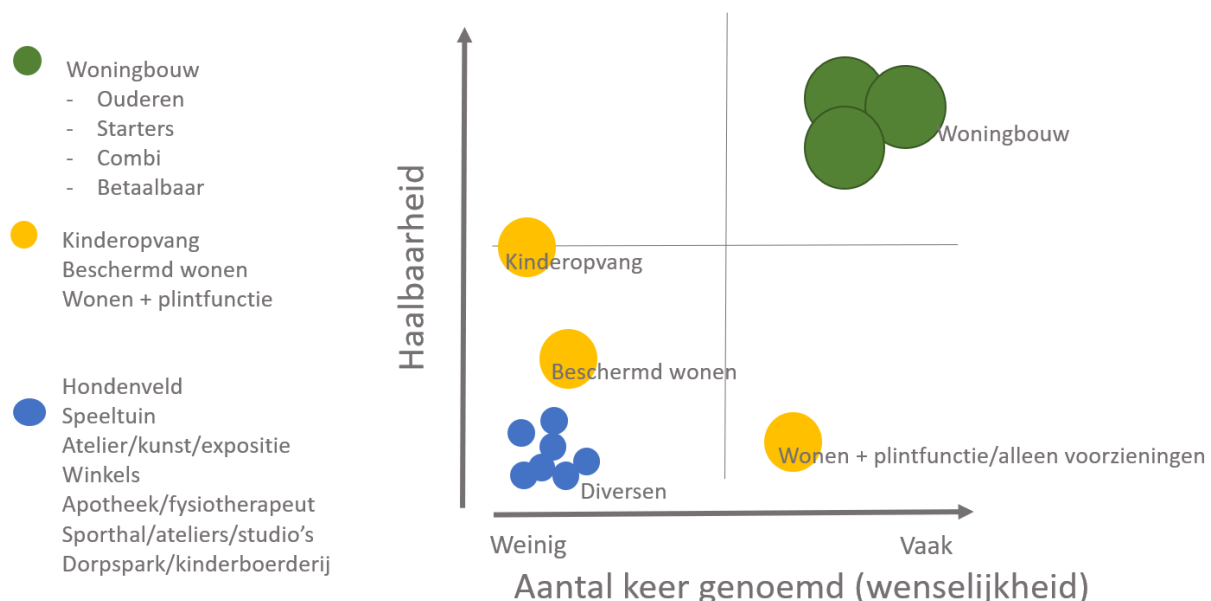 Woningbouw
- Ouderen
- Starters
- Combi
- Betaalbaar
Kinderopvang
Beschermd wonen
Wonen + plintfunctie
Hondenveld
Speeltuin
Atelier/kunst/expositie
Winkels
Apotheek/fysiotherapeut
Sporthal/ateliers/studio's
Dorpspark/kinderboerderij
Haalbaarheid
Woningbouw
Kinderopvang
Beschermd wonen
Wonen + plintfunctie/alleen voorzieningen
Diversen
Weinig
Vaak
Aantal keer genoemd (wenselijkheid)